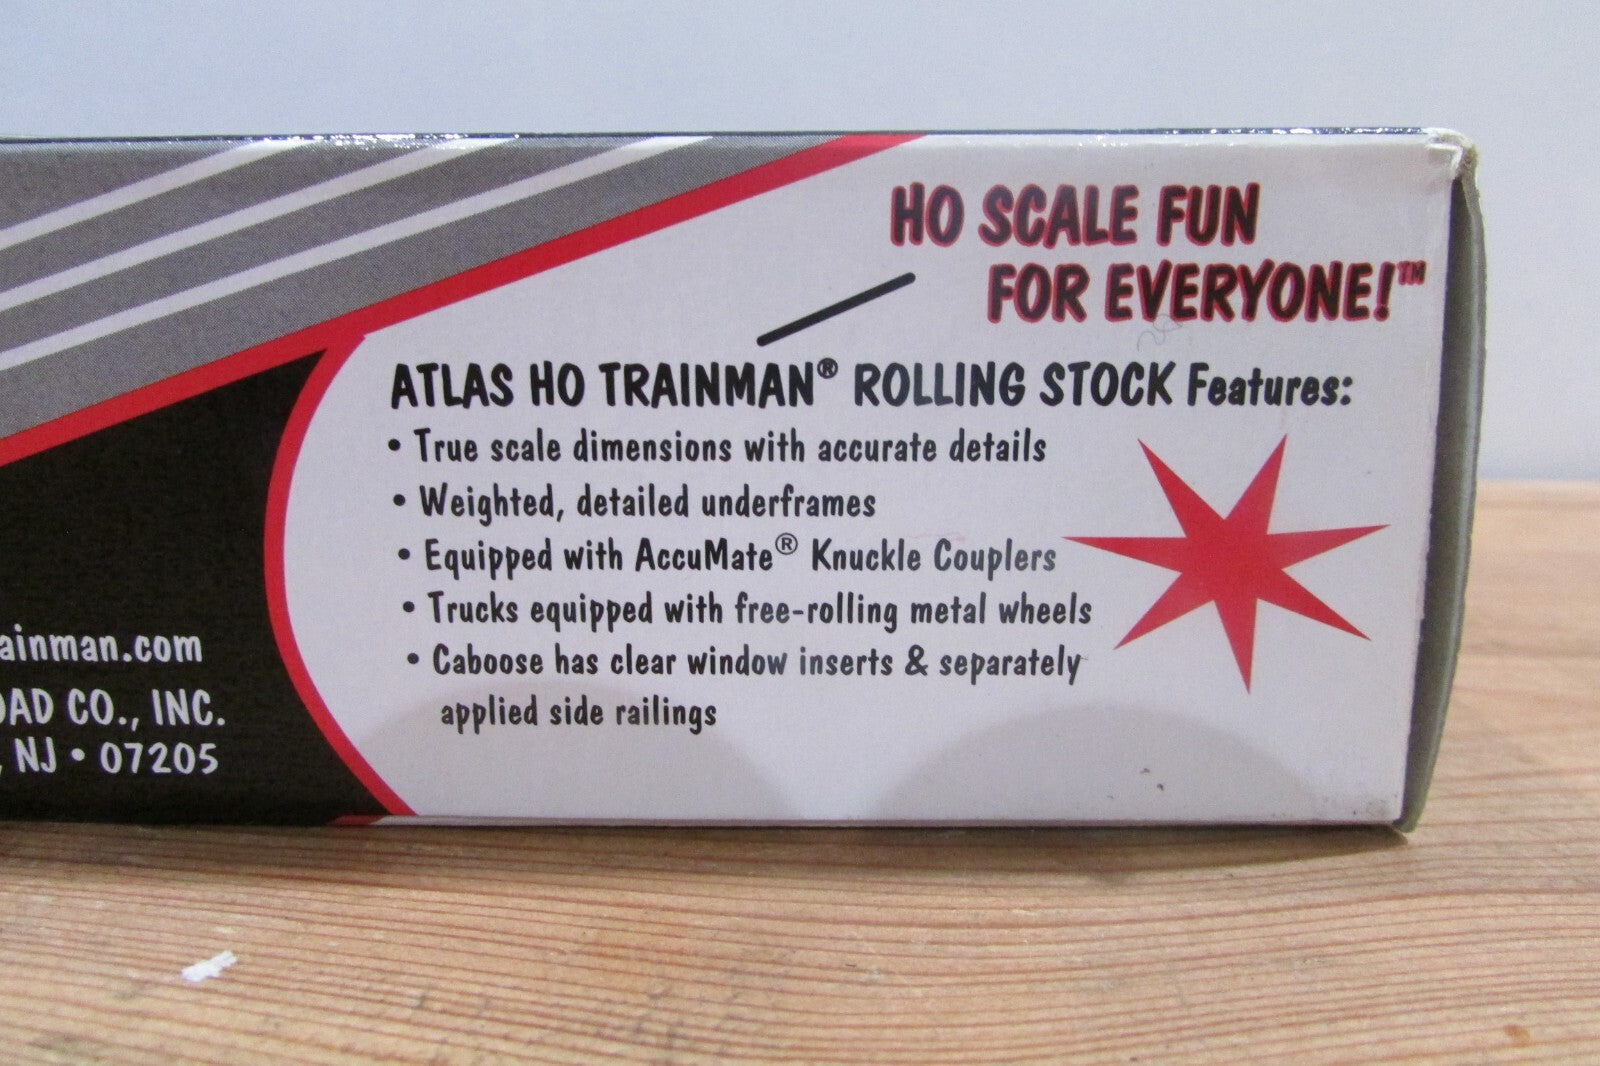 HO SCALE FUN
FOR EVERYONE!™
ATLAS HO TRAINMAN® ROLLING STOCK Features:
• True scale dimensions with accurate details
• Weighted, detailed underframes
• Equipped with AccuMate® Knuckle Couplers
• Trucks equipped with free-rolling metal wheels
• Caboose has clear window inserts & separately
applied side railings
ainman.com
OAD CO., INC.
, NJ • 07205